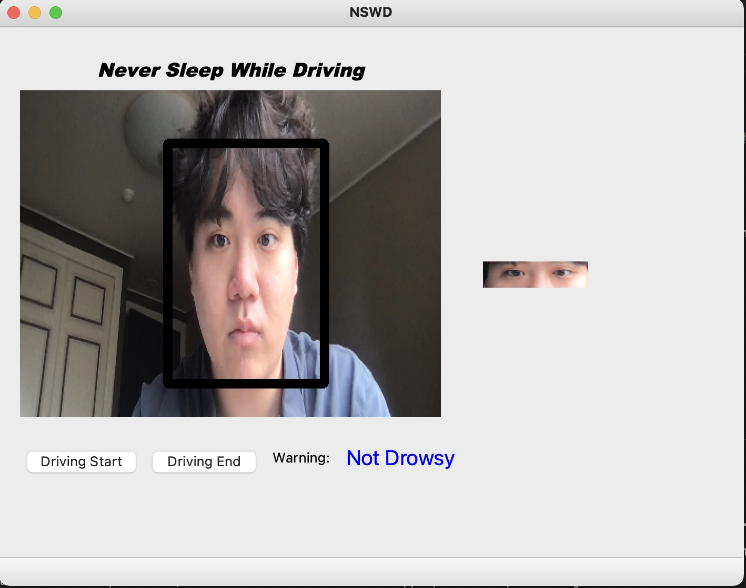 NSWD
Never Sleep While Driving
Driving Start
Driving End
Warning:
Not Drowsy